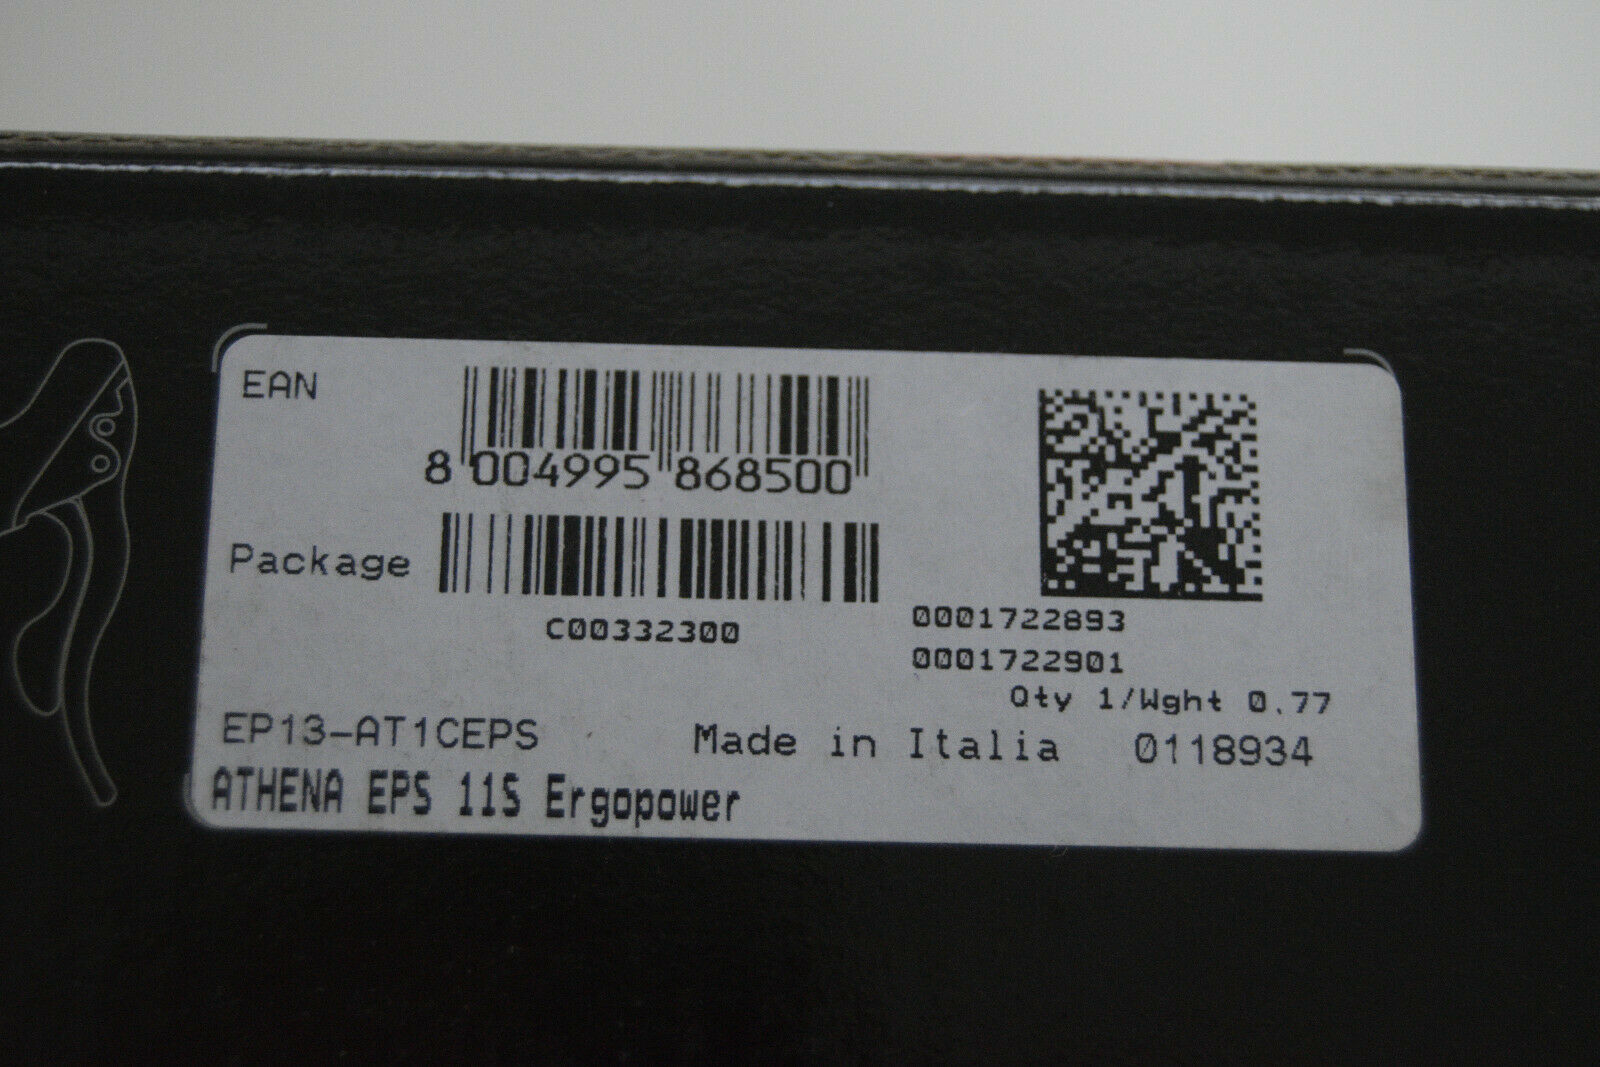 EAN
8 004995 868500
Package
C00332300
0001722893
0001722901
Qty 1/Wght 0.77
EP13-AT1CEPS Made in Italia 0118934
ATHENA EPS 11S Ergopower